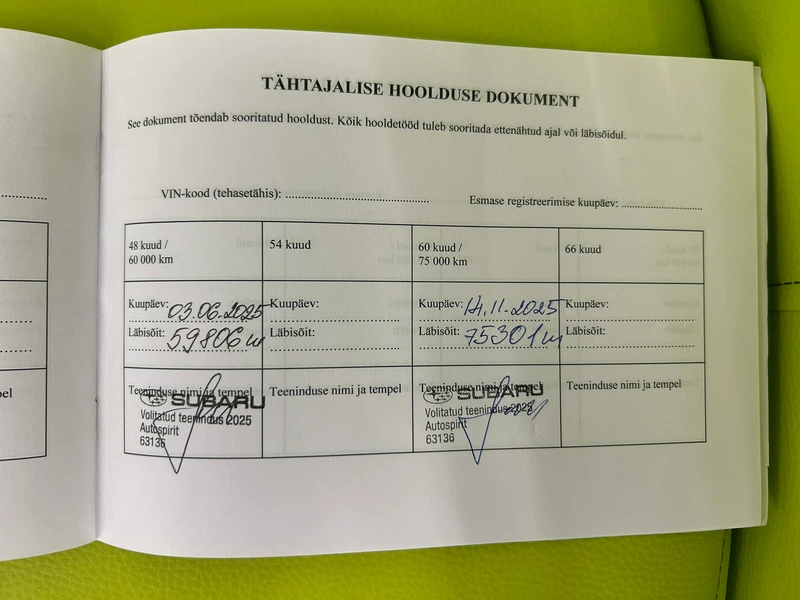 TÄHTAJALISE HOOLDUSE DOKUMENT
See dokument tõendab sooritatud hooldust. Kõik hooldetööd tuleb sooritada ettenähtud ajal või läbisõidul.
VIN-kood (tehasetähis):
Esmase registreerimise kuupäev:
48 kuud /
60 000 km
54 kuud
60 kuud /
75 000 km
66 kuud
Kuupäev: 03.06.2025
Kuupäev:
Kuupäev: 14.11.2025
Kuupäev:
Läbisõit: 59806
Läbisõit:
Läbisõit: 75301
Läbisõit:
pel
Teeninduse nimi ja tempel
SUBARU
Volitatud teenindus 2025
Autospirit
63136
Teeninduse nimi ja tempel
Teeninduse nimi ja tempel
SUBARU
Volitatud teenindus 2025
Autospirit
63136
Teeninduse nimi ja tempel